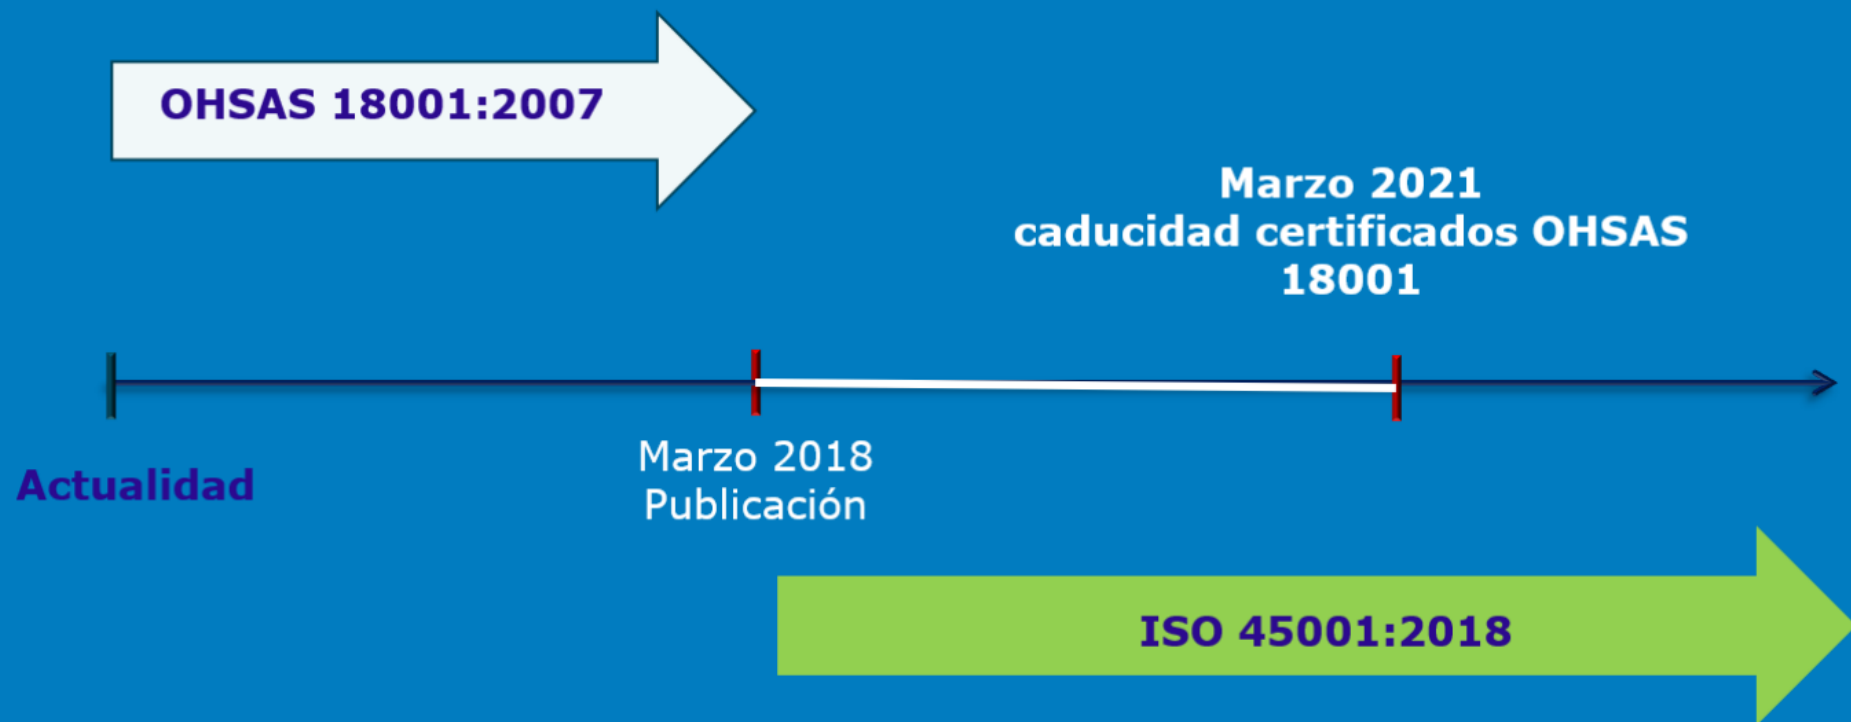 OHSAS 18001:2007
Marzo 2021
caducidad certificados OHSAS
18001
Marzo 2018
Publicación
Actualidad
ISO 45001:2018